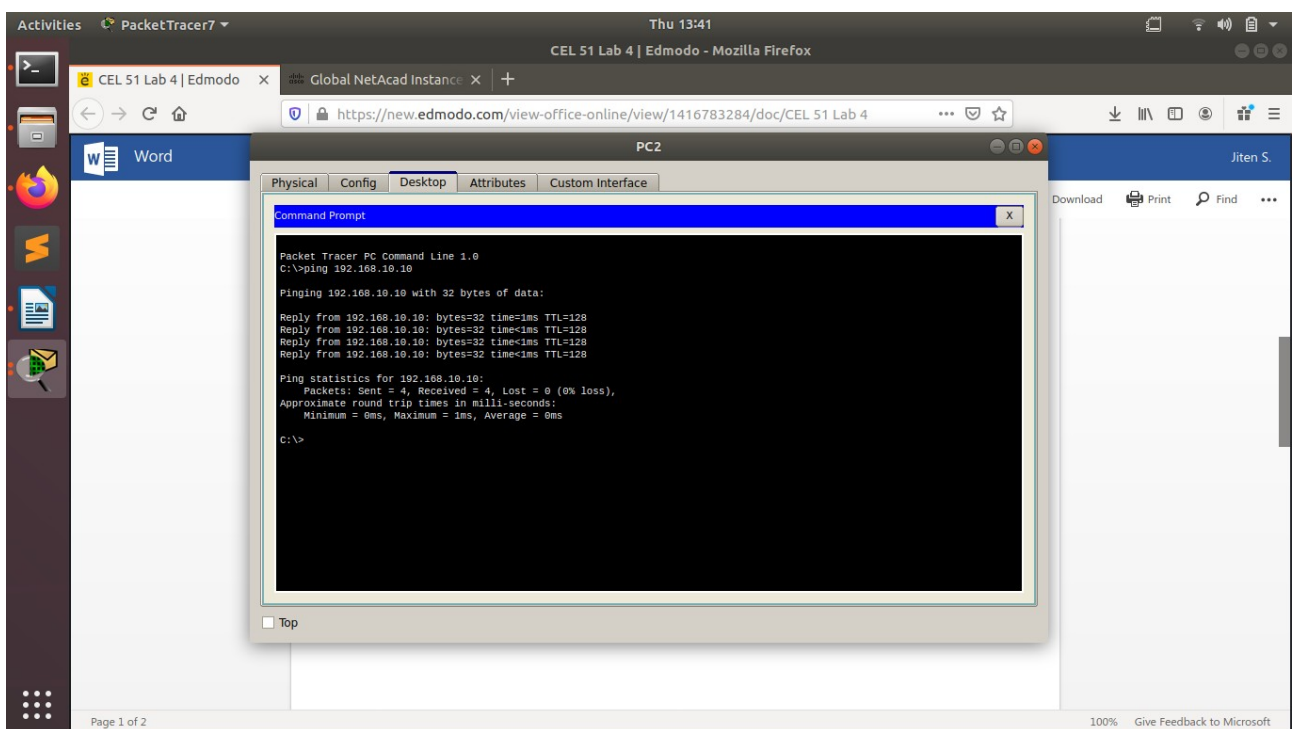 Activities PacketTracer7 Thu 13:41
CEL 51 Lab 4 | Edmodo - Mozilla Firefox
CEL 51 Lab 4 | Edmodo × Global NetAcad Instance × +
https://new.edmodo.com/view-office-online/view/1416783284/doc/CEL 51 Lab 4
Word Jiten S.
PC2
Physical Config Desktop Attributes Custom Interface
Download Print Find
Command Prompt X
Packet Tracer PC Command Line 1.0
C:\>ping 192.168.10.10
Pinging 192.168.10.10 with 32 bytes of data:
Reply from 192.168.10.10: bytes=32 time=1ms TTL=128
Reply from 192.168.10.10: bytes=32 time<1ms TTL=128
Reply from 192.168.10.10: bytes=32 time<1ms TTL=128
Reply from 192.168.10.10: bytes=32 time<1ms TTL=128
Ping statistics for 192.168.10.10:
Packets: Sent = 4, Received = 4, Lost = 0 (0% loss),
Approximate round trip times in milli-seconds:
Minimum = 0ms, Maximum = 1ms, Average = 0ms
C:\>
Top
Page 1 of 2 100% Give Feedback to Microsoft